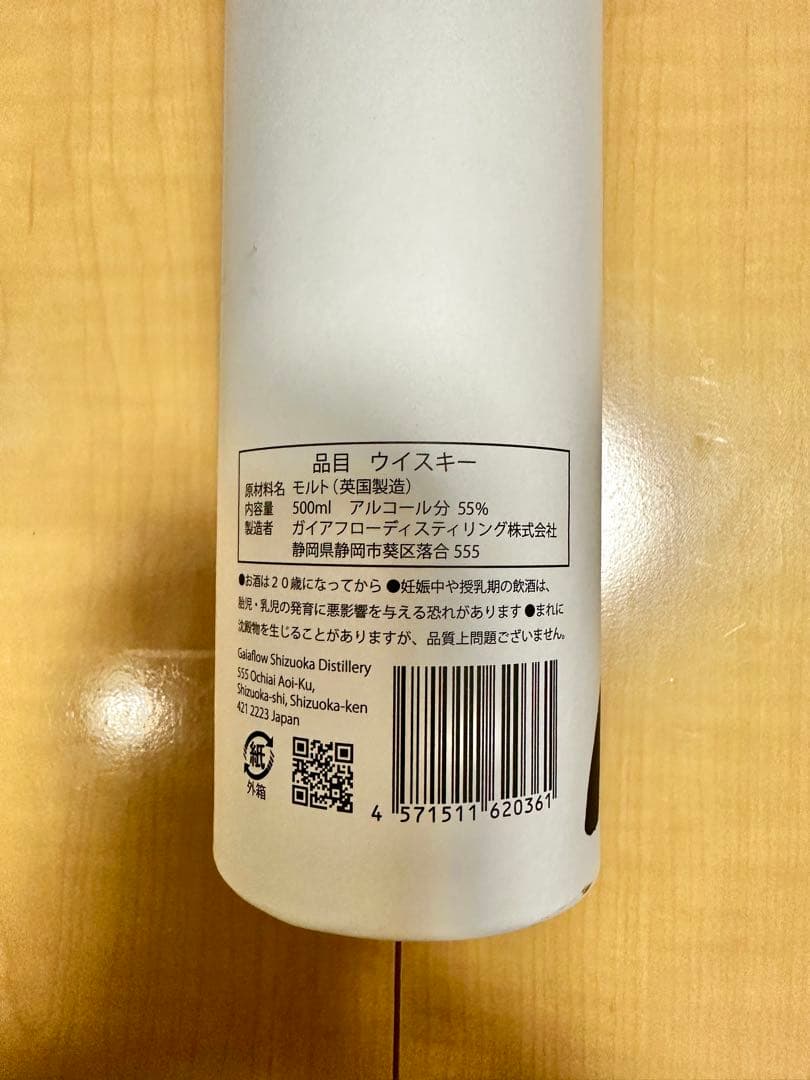 品目 ウイスキー
原材料名 モルト(英国製造)
内容量 500ml アルコール分 55%
製造者 ガイアフローディスティリング株式会社
静岡県静岡市葵区落合 555
●お酒は20歳になってから ●妊娠中や授乳期の飲酒は、
胎児・乳児の発育に悪影響を与える恐れがあります ●まれに
沈殿物を生じることがありますが、品質上問題ございません。
Gaiaflow Shizuoka Distillery
555 Ochiai Aoi-Ku,
Shizuoka-shi, Shizuoka-ken
421 2223 Japan
紙
外箱
4 571511 620361